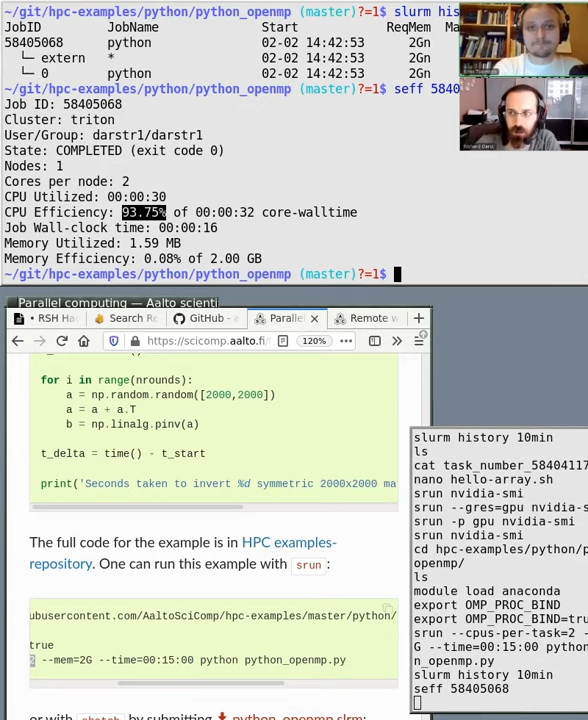 ~/git/hpc-examples/python/python_openmp (master)?=1$ slurm his
JobID JobName Start ReqMem Ma
58405068 python 02-02 14:42:53 2Gn
└─ extern * 02-02 14:42:53 2Gn
└─ 0 python 02-02 14:42:53 2Gn
~/git/hpc-examples/python/python_openmp (master)?=1$ seff 5840
Job ID: 58405068
Cluster: triton
User/Group: darstr1/darstr1
State: COMPLETED (exit code 0)
Nodes: 1
Cores per node: 2
CPU Utilized: 00:00:30
CPU Efficiency: 93.75% of 00:00:32 core-walltime
Job Wall-clock time: 00:00:16
Memory Utilized: 1.59 MB
Memory Efficiency: 0.08% of 2.00 GB
~/git/hpc-examples/python/python_openmp (master)?=1$
Richard Darst
Parallel computing — Aalto scienti
• RSH Ha
Search Re
GitHub - a
Parallel
Remote w
https://scicomp.aalto.fi/
120%
for i in range(nrounds):
a = np.random.random([2000,2000])
a = a + a.T
b = np.linalg.pinv(a)
t_delta = time() - t_start
print('Seconds taken to invert %d symmetric 2000x2000 ma
The full code for the example is in HPC examples-
repository. One can run this example with srun:
ubusercontent.com/AaltoSciComp/hpc-examples/master/python/
true
2 --mem=2G --time=00:15:00 python python_openmp.py
or with sbatch by submitting python_openmp.slrm:
slurm history 10min
ls
cat task_number_58404117
nano hello-array.sh
srun nvidia-smi
srun --gres=gpu nvidia-s
srun -p gpu nvidia-smi
srun nvidia-smi
cd hpc-examples/python/p
openmp/
ls
module load anaconda
export OMP_PROC_BIND
export OMP_PROC_BIND=tru
srun --cpus-per-task=2 -
G --time=00:15:00 python
n_openmp.py
slurm history 10min
seff 58405068